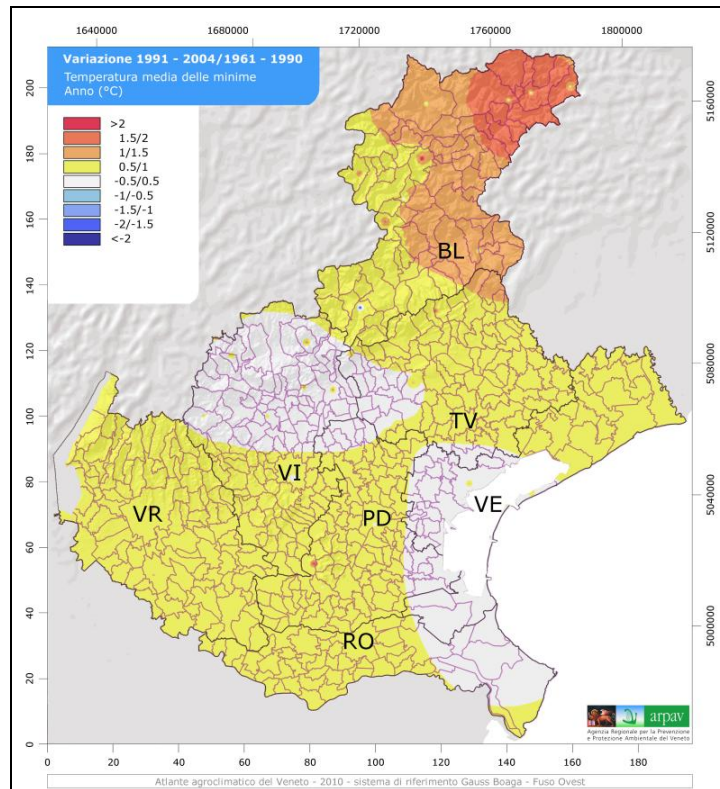 1640000 1680000 1720000 1760000 1800000
Variazione 1991 - 2004/1961 - 1990
Temperatura media delle minime
Anno (°C)
>2
1.5/2
1/1.5
0.5/1
-0.5/0.5
-1/-0.5
-1.5/-1
-2/-1.5
<-2
200
180
160
140
120
100
80
60
40
20
0
5160000
5120000
5080000
5040000
5000000
BL
TV
VI
VE
VR
PD
RO
arpav
Agenzia Regionale per la Prevenzione
e Protezione Ambientale del Veneto
0 20 40 60 80 100 120 140 160 180
Atlante agroclimatico del Veneto - 2010 - sistema di riferimento Gauss Boaga - Fuso Ovest